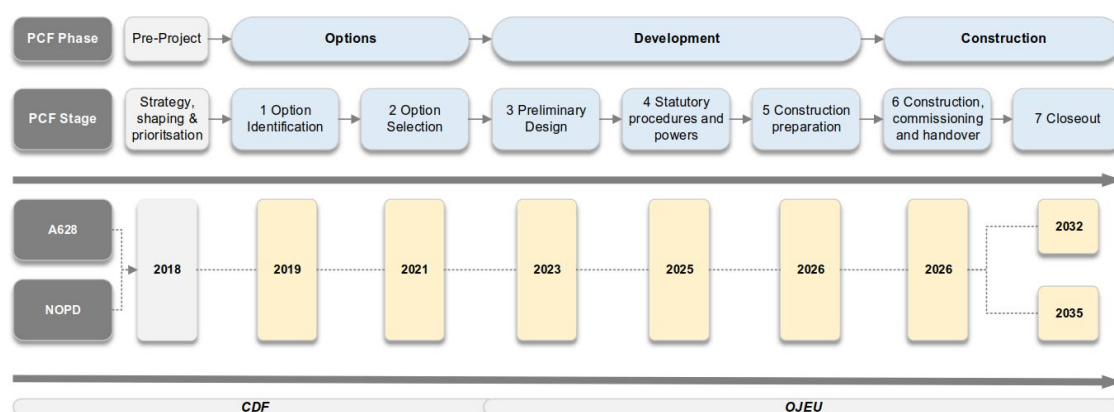 PCF Phase
Pre-Project
Options
Development
Construction
PCF Stage
Strategy,
shaping &
prioritsation
1 Option
Identification
2 Option
Selection
3 Preliminary
Design
4 Statutory
procedures and
powers
5 Construction
preparation
6 Construction,
commissioning
and handover
7 Closeout
A628
NOPD
2018
2019
2021
2023
2025
2026
2026
2032
2035
CDF
OJEU